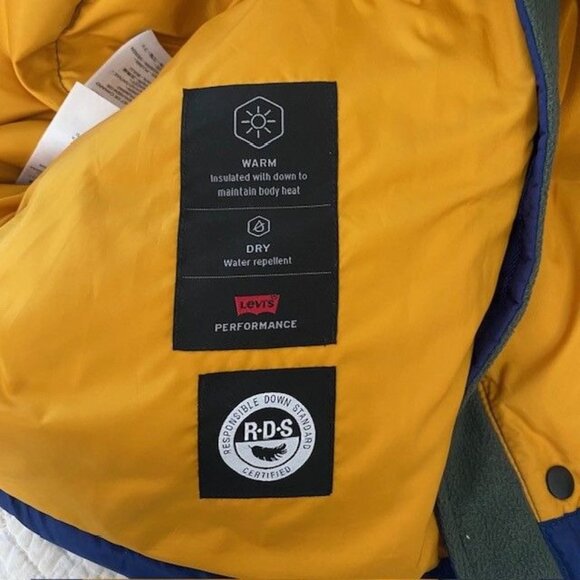 WARM
Insulated with down to
maintain body heat
DRY
Water repellent
LEVI'S
PERFORMANCE
RESPONSIBLE DOWN STANDARD
R·D·S
CERTIFIED